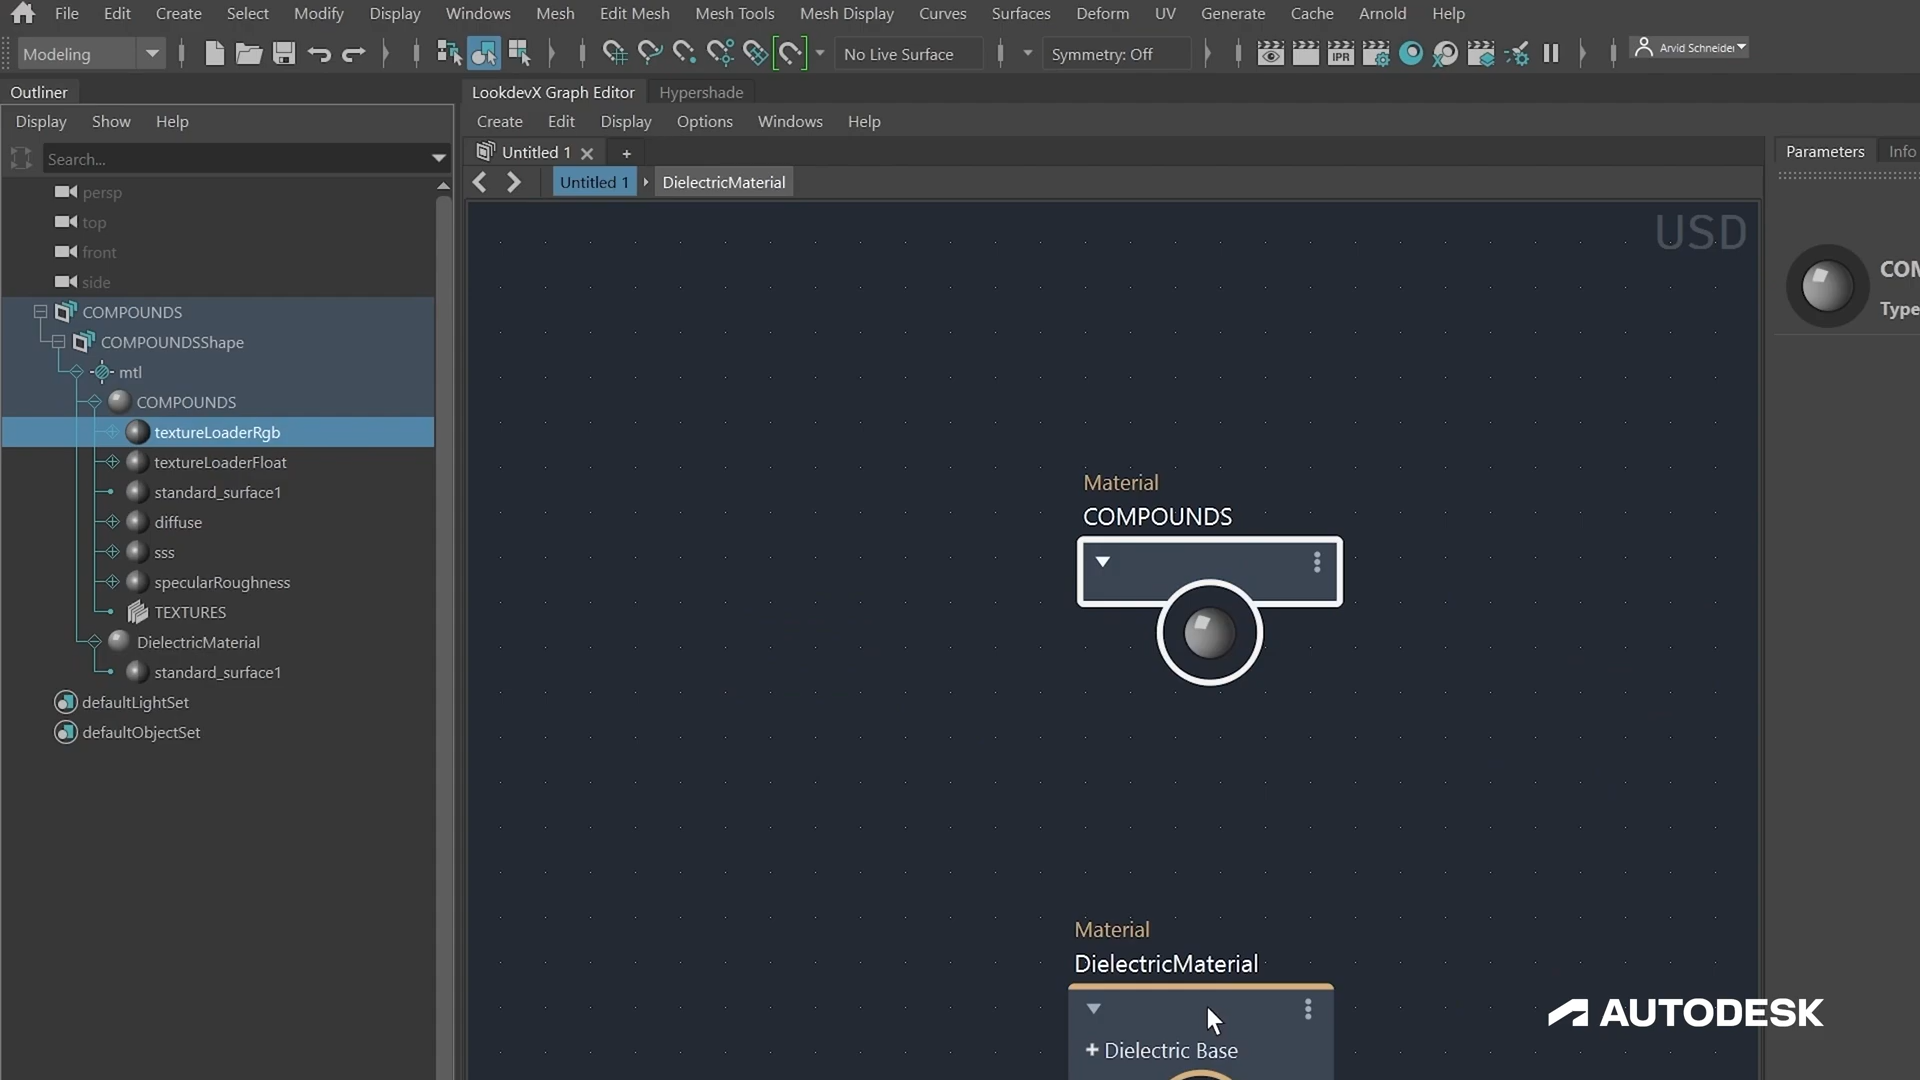 File Edit Create Select Modify Display Windows Mesh Edit Mesh Mesh Tools Mesh Display Curves Surfaces Deform UV Generate Cache Arnold Help
Modeling No Live Surface Symmetry: Off IPR Arvid Schneider
Outliner
Display Show Help
Search...
persp
top
front
side
COMPOUNDS
COMPOUNDSShape
mtl
COMPOUNDS
textureLoaderRgb
textureLoaderFloat
standard_surface1
diffuse
sss
specularRoughness
TEXTURES
DielectricMaterial
standard_surface1
defaultLightSet
defaultObjectSet
LookdevX Graph Editor Hypershade
Create Edit Display Options Windows Help
Untitled 1
Untitled 1 DielectricMaterial
USD
Material
COMPOUNDS
Material
DielectricMaterial
+ Dielectric Base
Parameters Info
COM
Type
AUTODESK